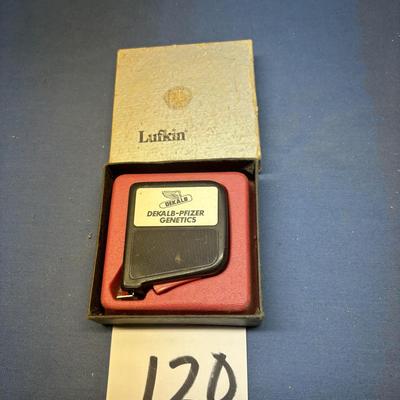 Lufkin®
DEKALB
DEKALB-PFIZER
GENETICS
120